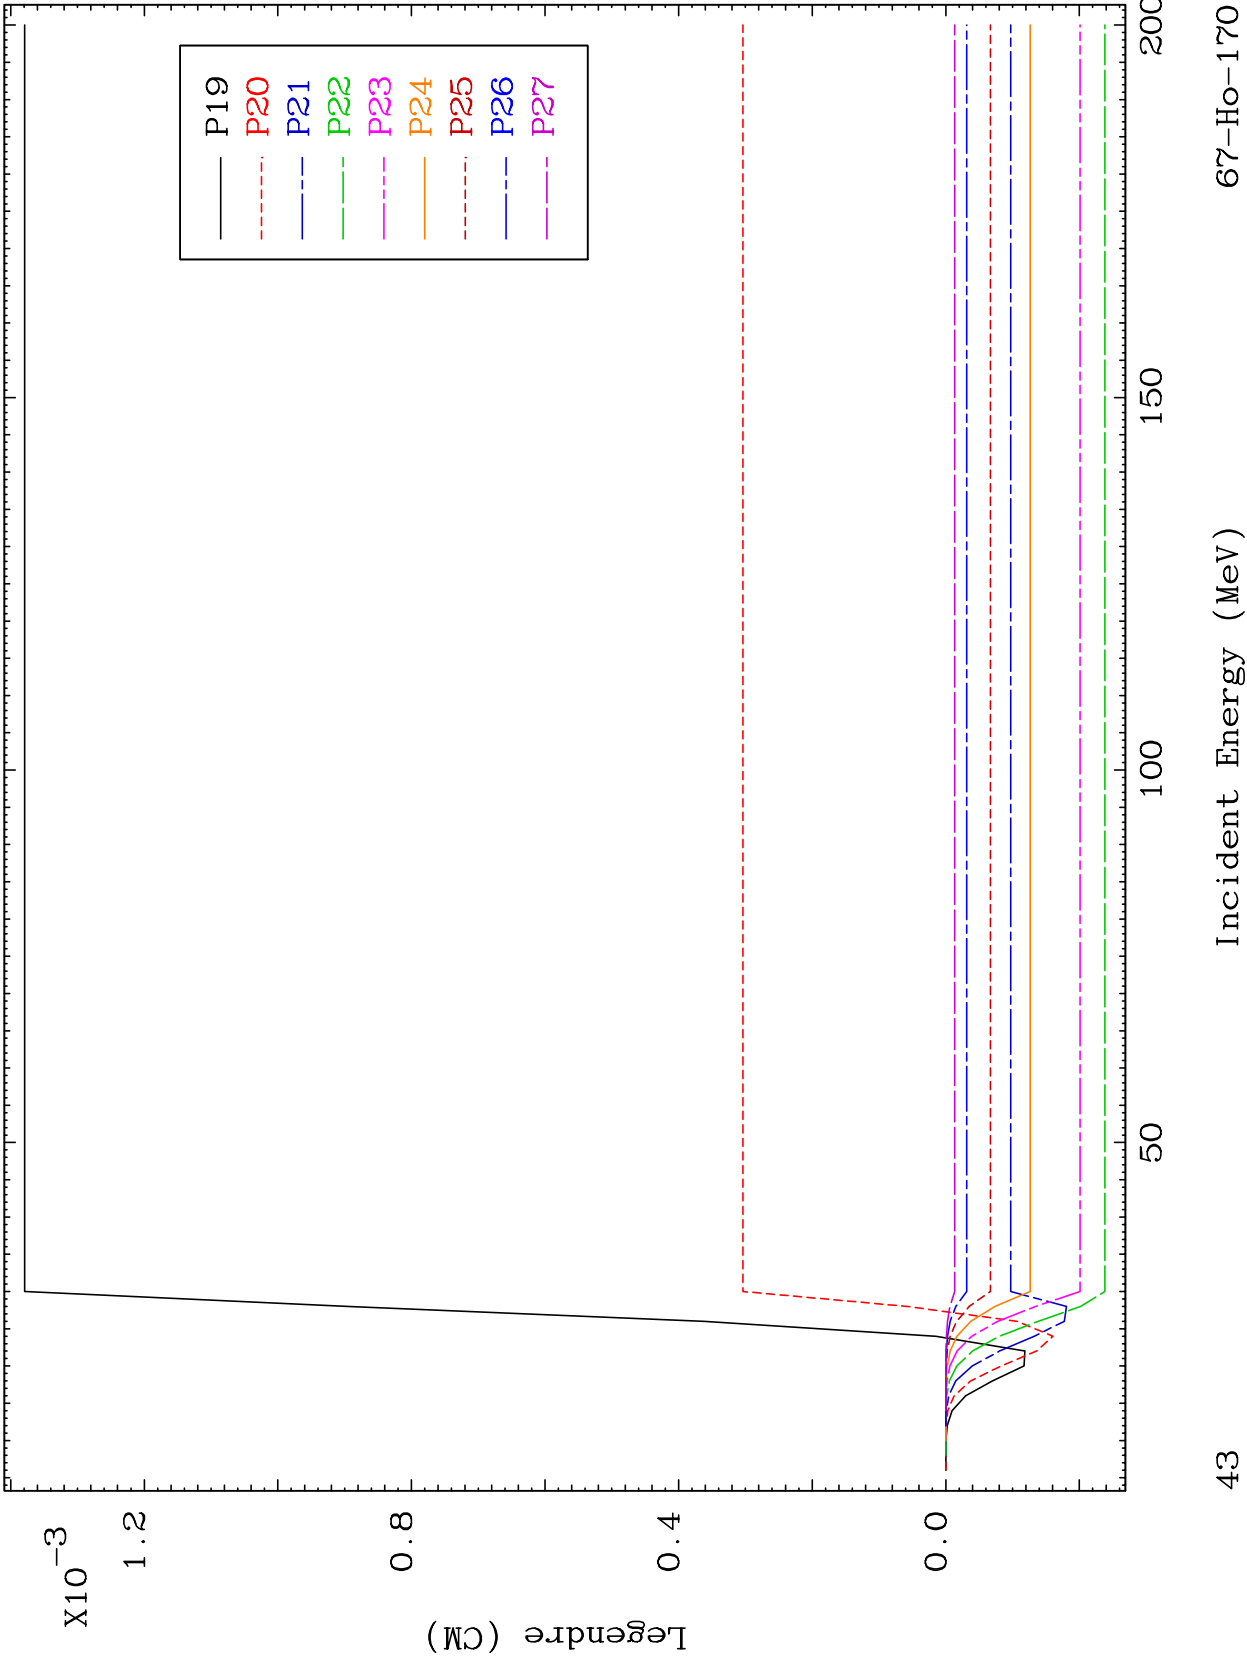 X10-3
1.2
0.8
0.4
0.0
Legendre (CM)
P19
P20
P21
P22
P23
P24
P25
P26
P27
50
100
150
200
Incident Energy (MeV)
43
67-Ho-170